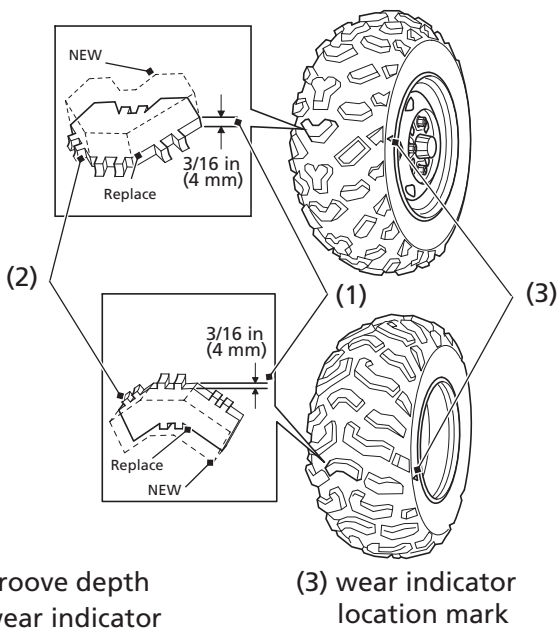 NEW
3/16 in
(4 mm)
Replace
(2)
(1)
(3)
3/16 in
(4 mm)
Replace
NEW
roove depth
wear indicator
(3) wear indicator
location mark